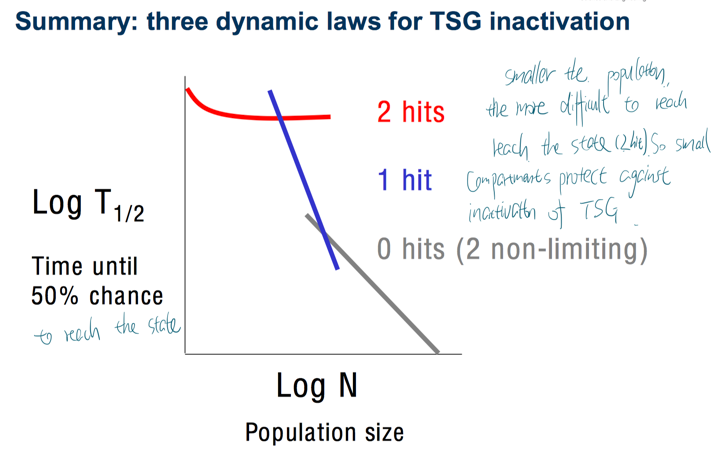 Summary: three dynamic laws for TSG inactivation
smaller the population,
the more difficult to reach
reach the state (2hit). So small
Compartments protect against
inactivation of TSG.
2 hits
1 hit
0 hits (2 non-limiting)
Log T1/2
Time until
50% chance
to reach the state
Log N
Population size